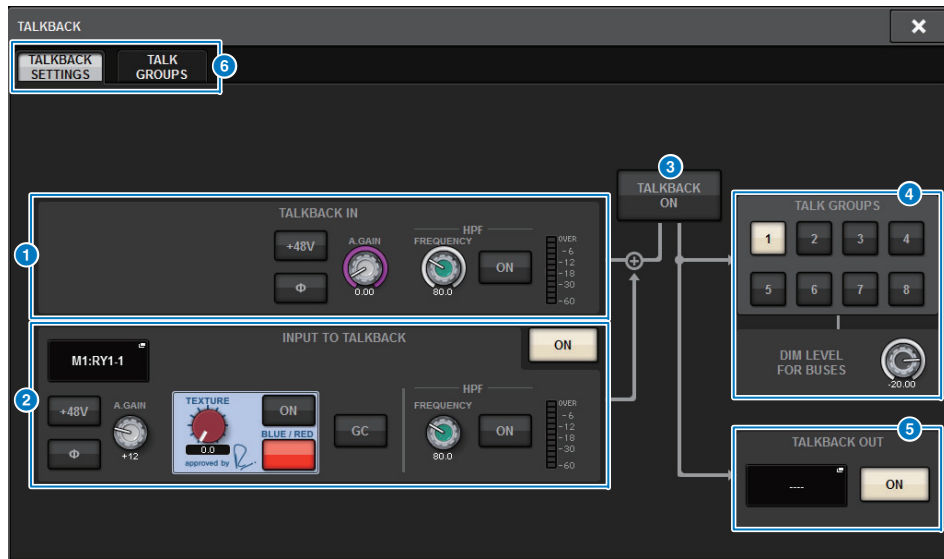 TALKBACK
TALKBACK SETTINGS
TALK GROUPS
6
3
TALKBACK ON
1
TALKBACK IN
+48V
Φ
A.GAIN
0.00
HPF
FREQUENCY
80.0
ON
OVER
-6
-12
-18
-30
-60
2
INPUT TO TALKBACK
ON
M1:RY1-1
+48V
Φ
A.GAIN
+12
TEXTURE
0.0
approved by
ON
BLUE / RED
GC
HPF
FREQUENCY
80.0
ON
OVER
-6
-12
-18
-30
-60
4
TALK GROUPS
1
2
3
4
5
6
7
8
DIM LEVEL
FOR BUSES
-20.00
5
TALKBACK OUT
----
ON